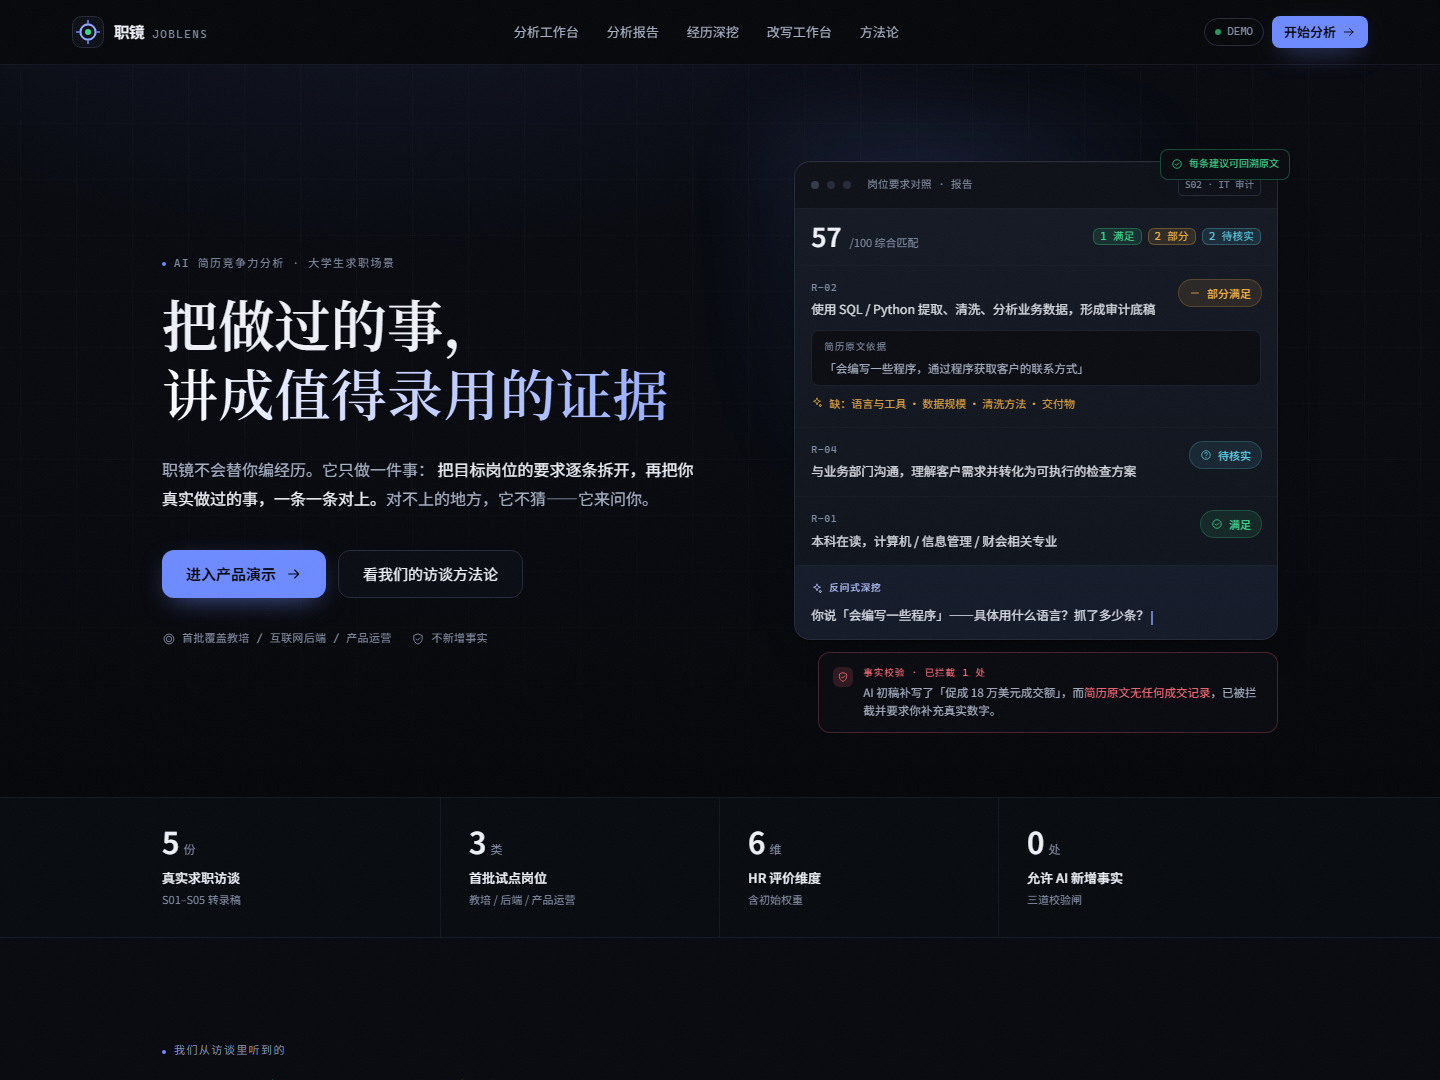 职镜 JOBLENS
分析工作台
分析报告
经历深挖
改写工作台
方法论
DEMO
开始分析
AI 简历竞争力分析 · 大学生求职场景
把做过的事，
讲成值得录用的证据
职镜不会替你编经历。它只做一件事： 把目标岗位的要求逐条拆开，再把你
真实做过的事，一条一条对上。对不上的地方，它不猜——它来问你。
进入产品演示
看我们的访谈方法论
首批覆盖教培 / 互联网后端 / 产品运营
不新增事实
每条建议可回溯原文
岗位要求对照 · 报告
S02 · IT 审计
57 /100 综合匹配
1 满足
2 部分
2 待核实
R-02
部分满足
使用 SQL / Python 提取、清洗、分析业务数据，形成审计底稿
简历原文依据
「会编写一些程序，通过程序获取客户的联系方式」
缺：语言与工具 · 数据规模 · 清洗方法 · 交付物
R-04
待核实
与业务部门沟通，理解客户需求并转化为可执行的检查方案
R-01
满足
本科在读，计算机 / 信息管理 / 财会相关专业
反问式深挖
你说「会编写一些程序」——具体用什么语言？抓了多少条？
事实校验 · 已拦截 1 处
AI 初稿补写了「促成 18 万美元成交额」，而简历原文无任何成交记录，已被拦
截并要求你补充真实数字。
5 份
真实求职访谈
S01–S05 转录稿
3 类
首批试点岗位
教培 / 后端 / 产品运营
6 维
HR 评价维度
含初始权重
0 处
允许 AI 新增事实
三道校验闸
我们从访谈里听到的